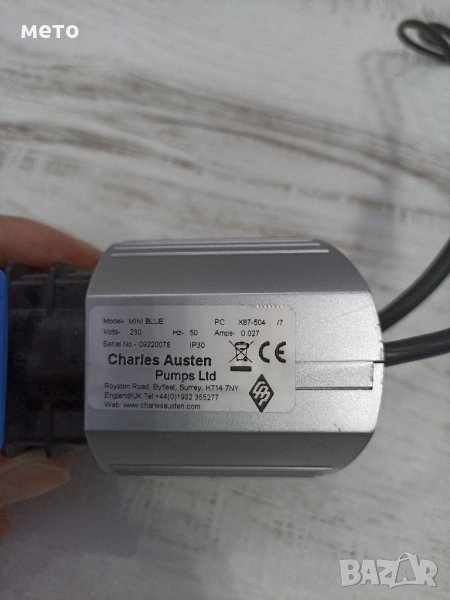 мето
Model- MINI BLUE PC X87-504 /7
Volts- 230 Hz- 50 Amps- 0.027
Serial No.- 09220078 IP30
Charles Austen
Pumps Ltd
Royston Road, Byfleet, Surrey, KT14 7NY
England/UK Tel +44(0)1932 355277
Web: www.charlesausten.com
BAZAR